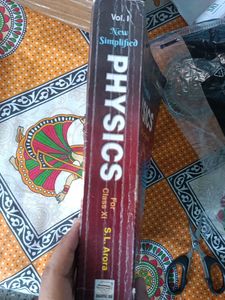 Vol. I
New
Simplified
PHYSICS
For
Class XI
S.L. Arora